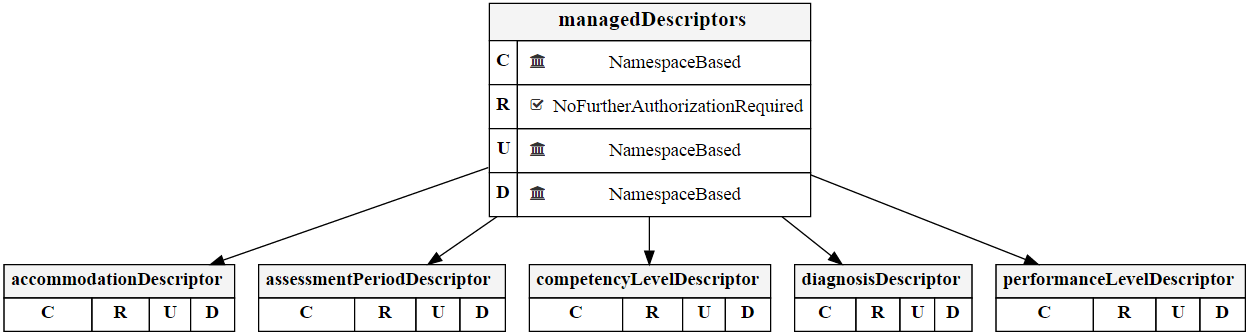 managedDescriptors
C NamespaceBased
R NoFurtherAuthorizationRequired
U NamespaceBased
D NamespaceBased
accommodationDescriptor assessmentPeriodDescriptor competencyLevelDescriptor diagnosisDescriptor performanceLevelDescriptor
C R U D C R U D C R U D C R U D C R U D